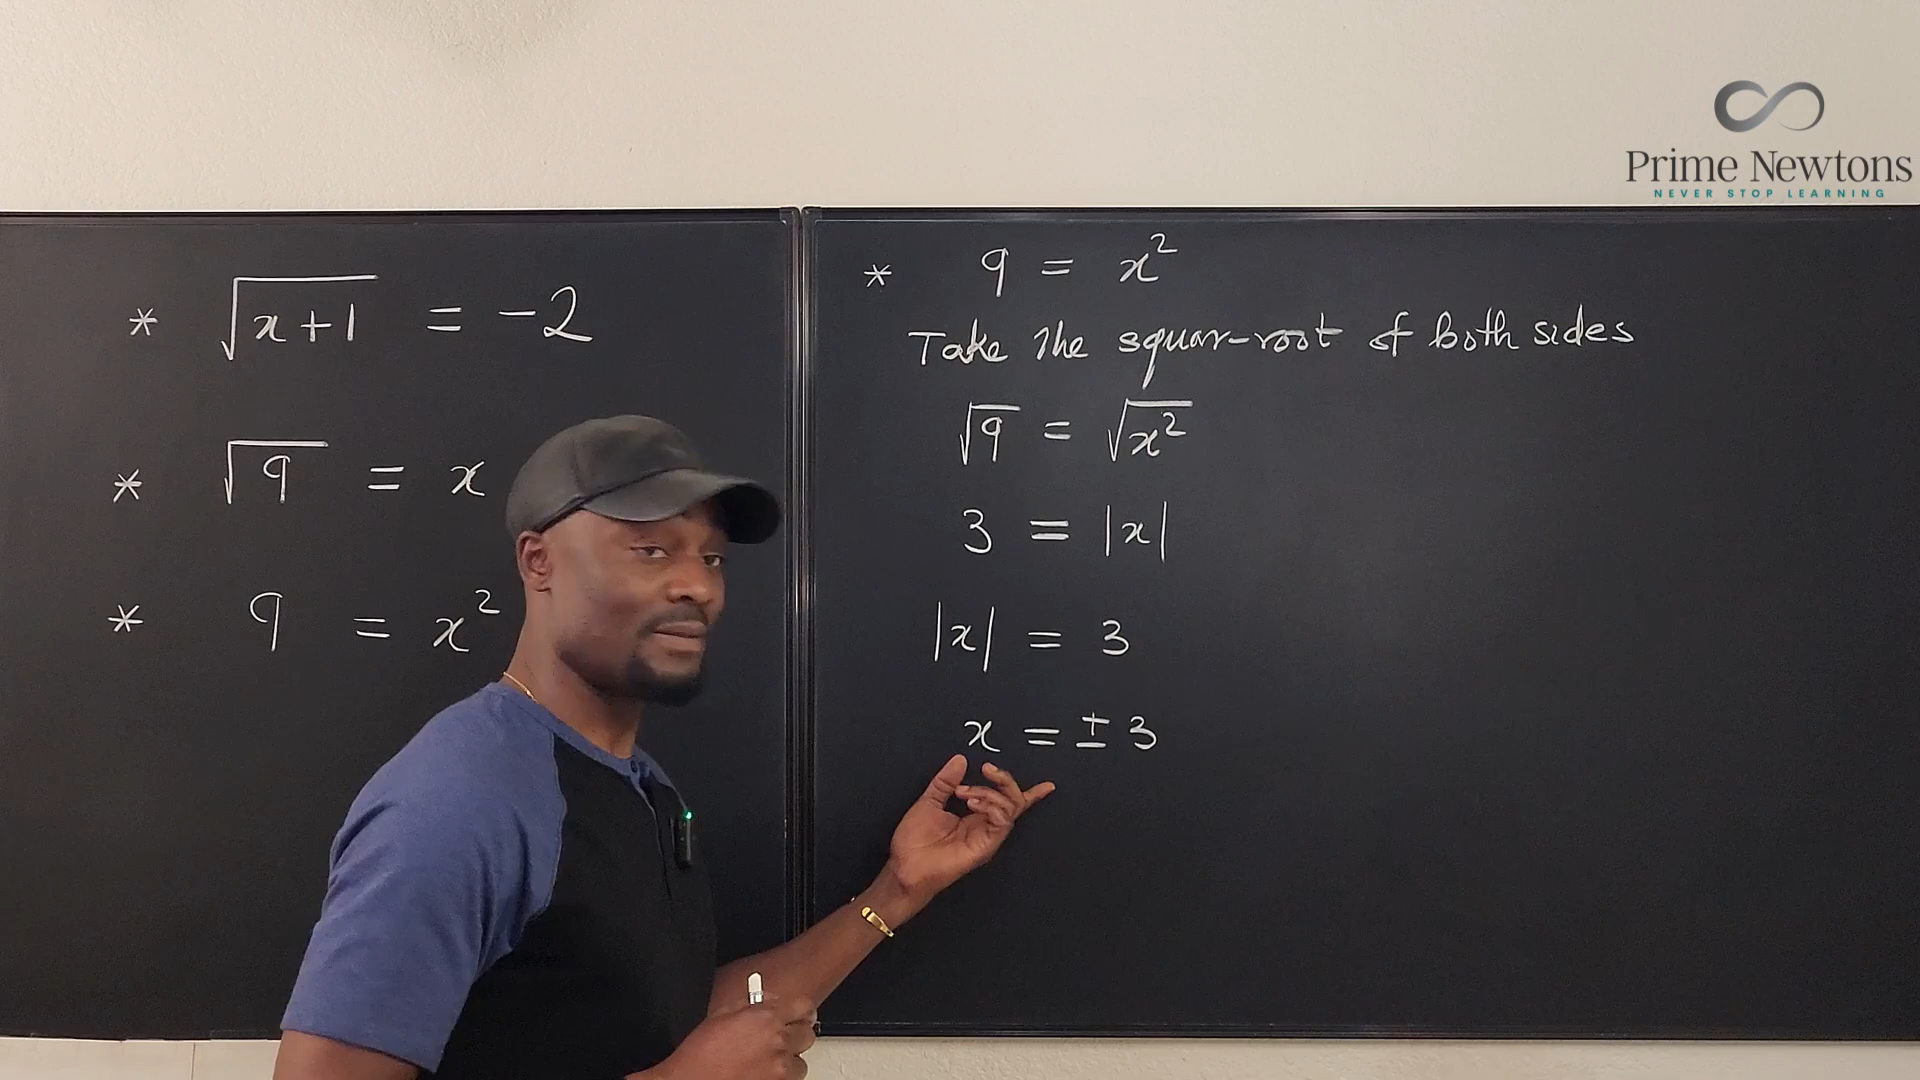 Prime Newtons
NEVER STOP LEARNING
* √(x+1) = -2
* √9 = x
* 9 = x²
* 9 = x²
Take the squar-root of both sides
√9 = √x²
3 = |x|
|x| = 3
x = ± 3